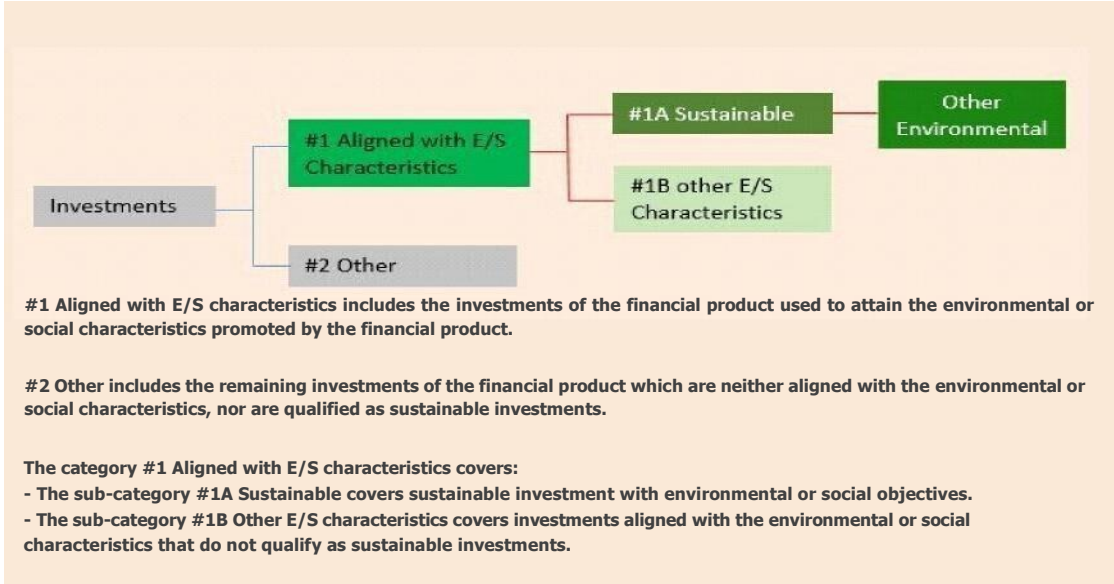 Other
Environmental
#1A Sustainable
#1 Aligned with E/S
Characteristics
#1B other E/S
Characteristics
Investments
#2 Other
#1 Aligned with E/S characteristics includes the investments of the financial product used to attain the environmental or
social characteristics promoted by the financial product.
#2 Other includes the remaining investments of the financial product which are neither aligned with the environmental or
social characteristics, nor are qualified as sustainable investments.
The category #1 Aligned with E/S characteristics covers:
- The sub-category #1A Sustainable covers sustainable investment with environmental or social objectives.
- The sub-category #1B Other E/S characteristics covers investments aligned with the environmental or social
characteristics that do not qualify as sustainable investments.